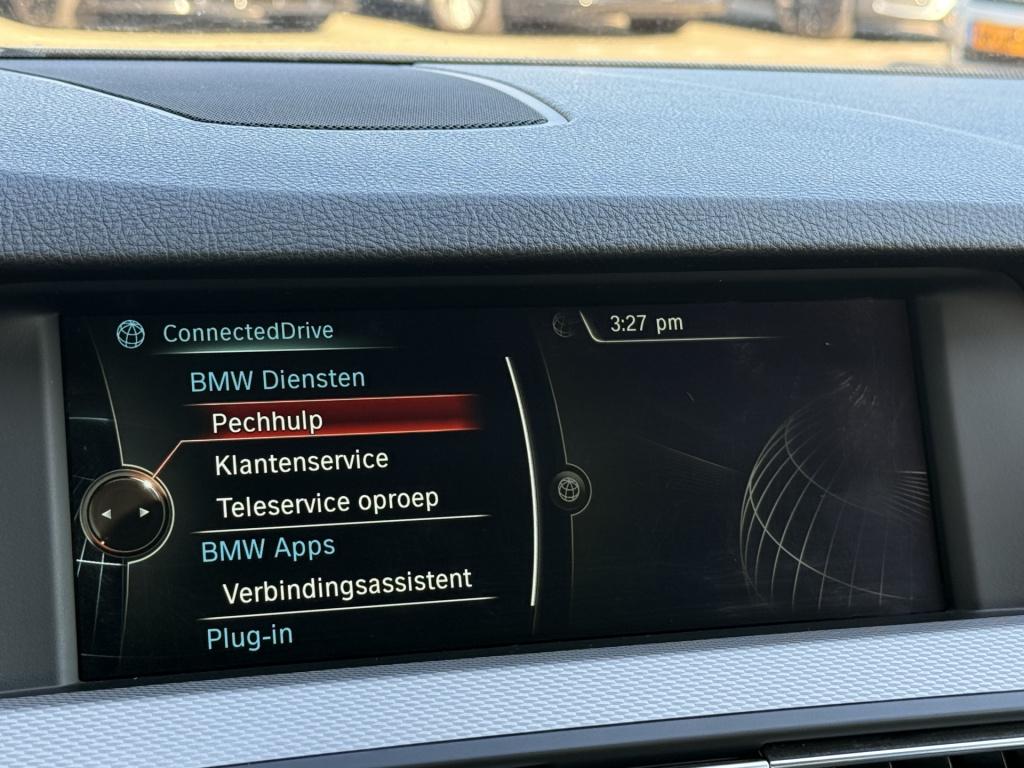 ConnectedDrive
3:27 pm
BMW Diensten
Pechhulp
Klantenservice
Teleservice oproep
BMW Apps
Verbindingsassistent
Plug-in